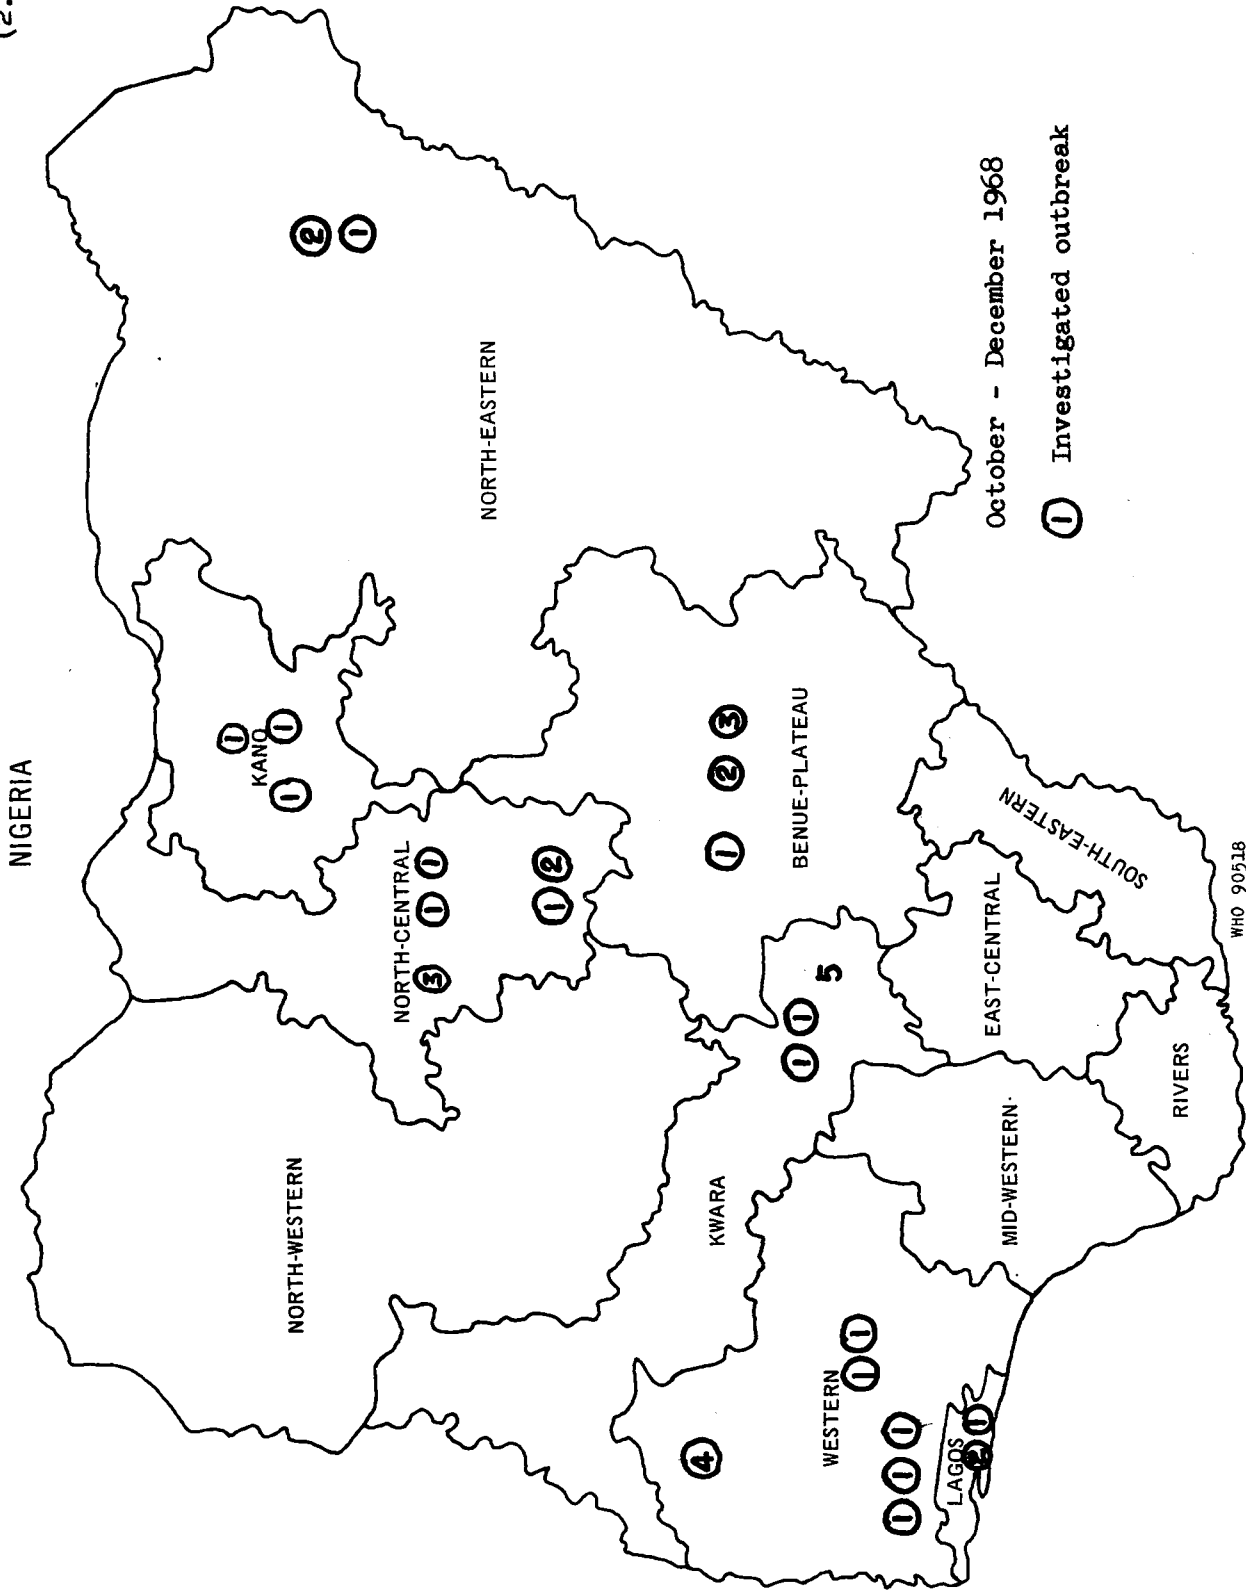 (2.
NIGERIA
NORTH-WESTERN
NORTH-CENTRAL
3 1 1
1 2
KANO
1 1 1
NORTH-EASTERN
2
1
KWARA
1 1 5
BENUE-PLATEAU
1 2 3
WESTERN
4
1 1
1 1 1
LAGOS
2 1
MID-WESTERN
EAST-CENTRAL
SOUTH-EASTERN
RIVERS
October - December 1968
1 Investigated outbreak
WHO 90518